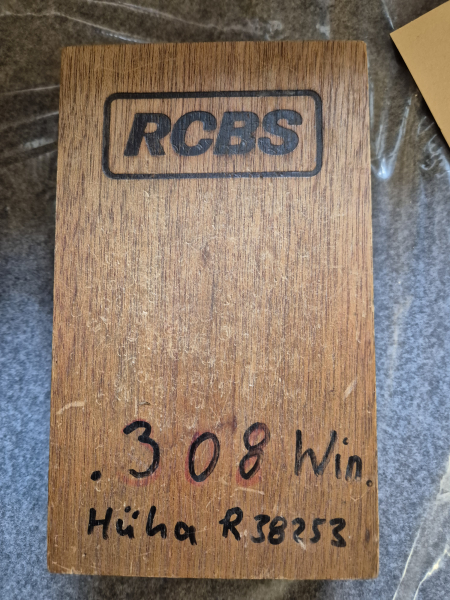 RCBS
.308 Win.
Hüha R38253